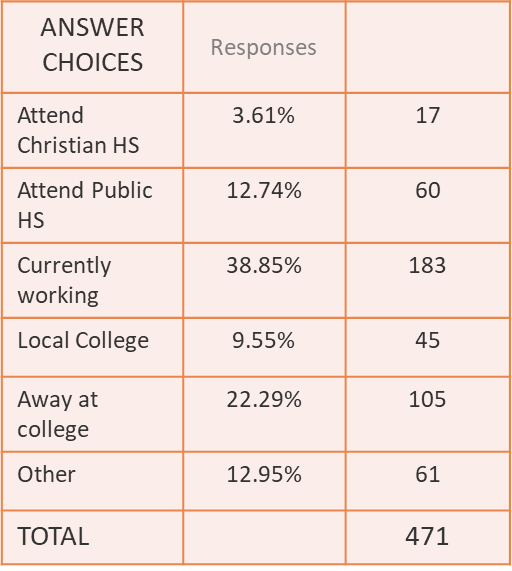 ANSWER
CHOICES
Responses
Attend
Christian HS
3.61%
17
Attend Public
HS
12.74%
60
Currently
working
38.85%
183
Local College
9.55%
45
Away at
college
22.29%
105
Other
12.95%
61
TOTAL
471